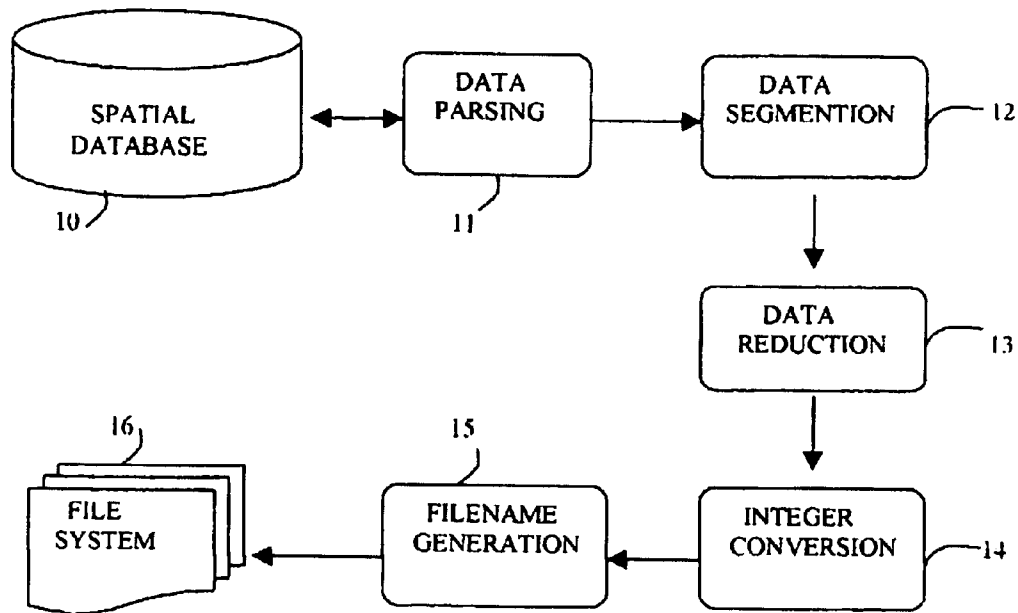 SPATIAL
DATABASE
10
DATA
PARSING
11
DATA
SEGMENTION
12
DATA
REDUCTION
13
INTEGER
CONVERSION
14
15
FILENAME
GENERATION
16
FILE
SYSTEM